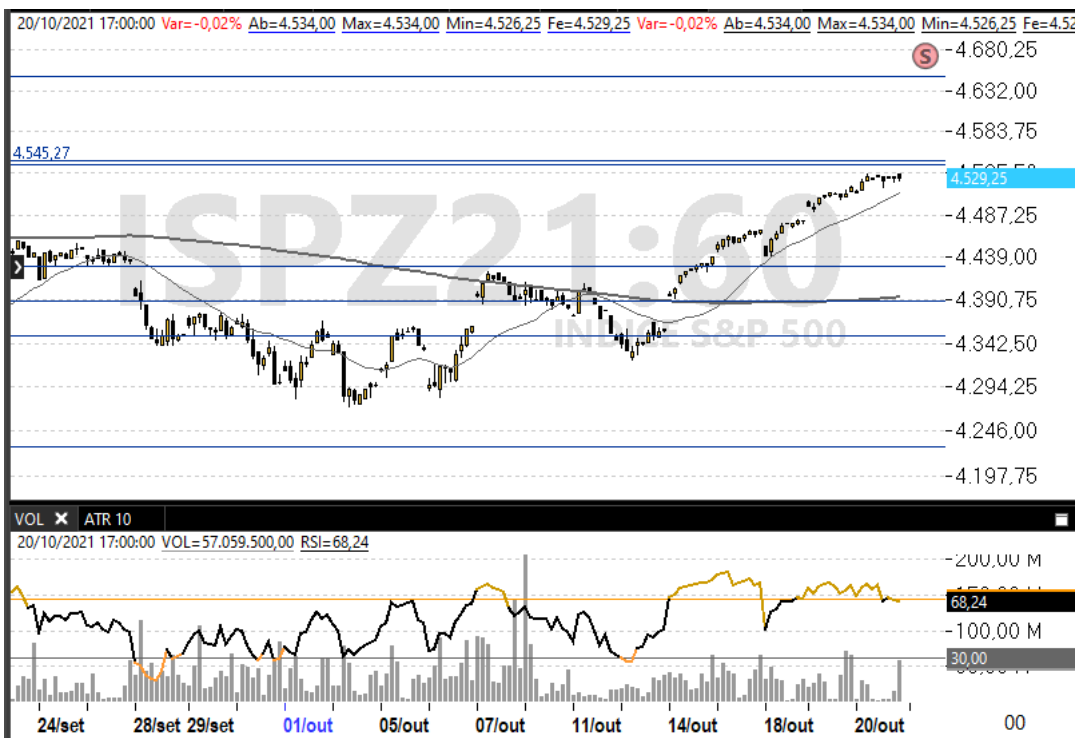 20/10/2021 17:00:00 Var=-0,02% Ab=4.534,00 Max=4.534,00 Min=4.526,25 Fe=4.529,25 Var=-0,02% Ab=4.534,00 Max=4.534,00 Min=4.526,25 Fe=4.52
S
4.680,25
4.632,00
4.583,75
4.545,27
4.529,25
4.487,25
4.439,00
4.390,75
4.342,50
4.294,25
4.246,00
4.197,75
ISPZ21:60
INDICE S&P 500
VOL X ATR 10
20/10/2021 17:00:00 VOL=57.059.500,00 RSI=68,24
200,00 M
68,24
100,00 M
30,00
24/set 28/set 29/set 01/out 05/out 07/out 11/out 14/out 18/out 20/out 00